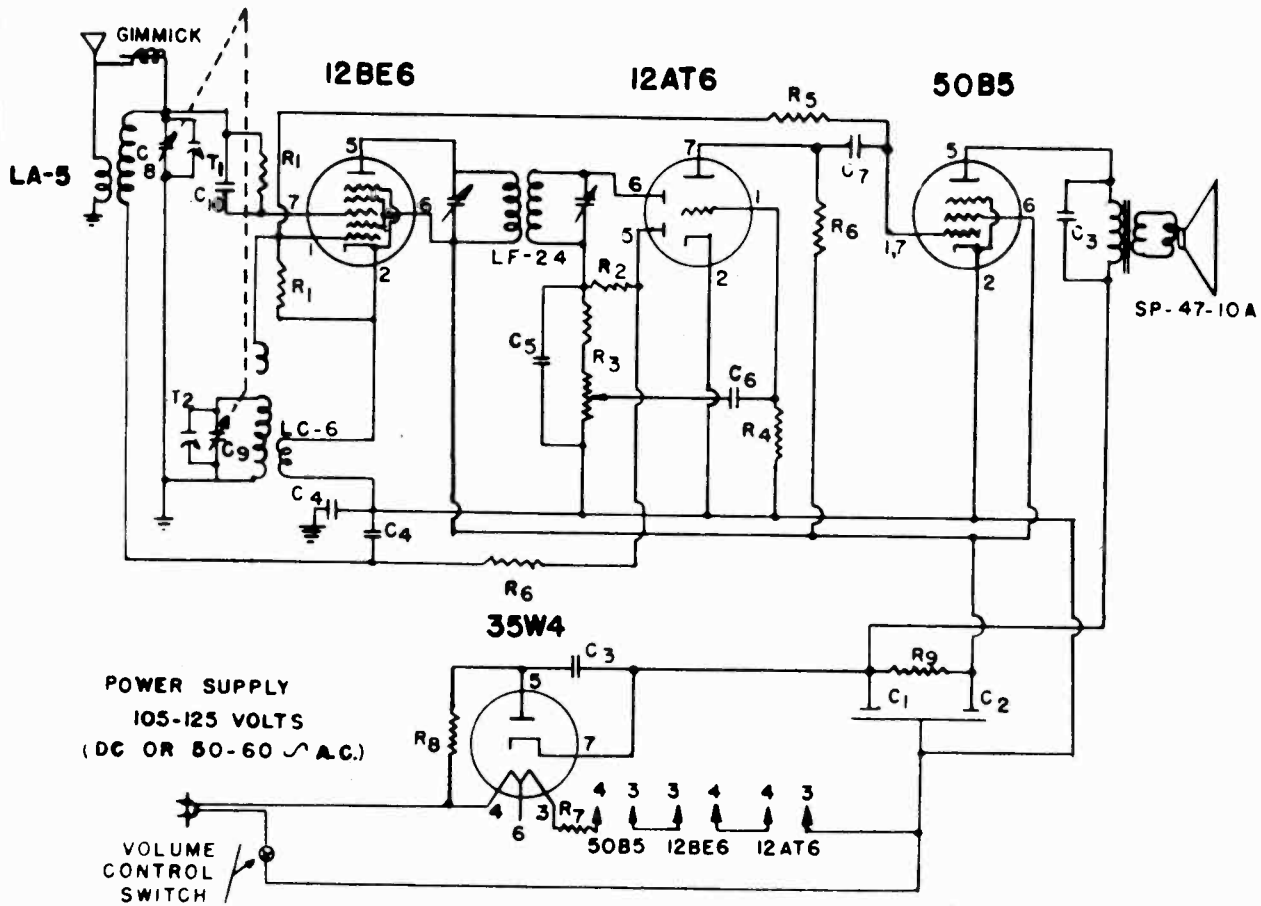 GIMMICK
12BE6
12AT6
50B5
LA-5
C8
T1
C10
R1
7
1
5
6
2
R1
LF-24
6
5
7
1
2
R5
C7
R6
5
6
1,7
2
C3
SP-47-10A
R2
C5
R3
C6
R4
T2
C9
LC-6
C4
C4
R6
35W4
C3
5
7
R8
R9
C1
C2
POWER SUPPLY
105-125 VOLTS
(DC OR 50-60 ∿ A.C.)
4
6
3
R7
4 3 3 4 4 3
50B5 12BE6 12AT6
VOLUME
CONTROL
SWITCH